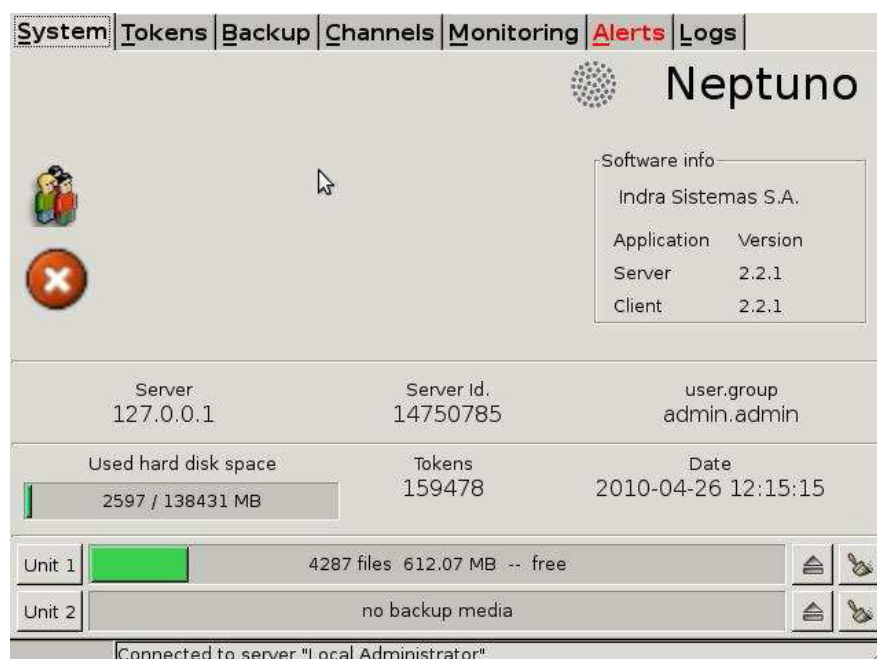 System Tokens Backup Channels Monitoring Alerts Logs
Neptuno
Software info
Indra Sistemas S.A.
Application Version
Server 2.2.1
Client 2.2.1
Server Server Id. user.group
127.0.0.1 14750785 admin.admin
Used hard disk space Tokens Date
2597 / 138431 MB 159478 2010-04-26 12:15:15
Unit 1 4287 files 612.07 MB -- free
Unit 2 no backup media
Connected to server "Local Administrator"